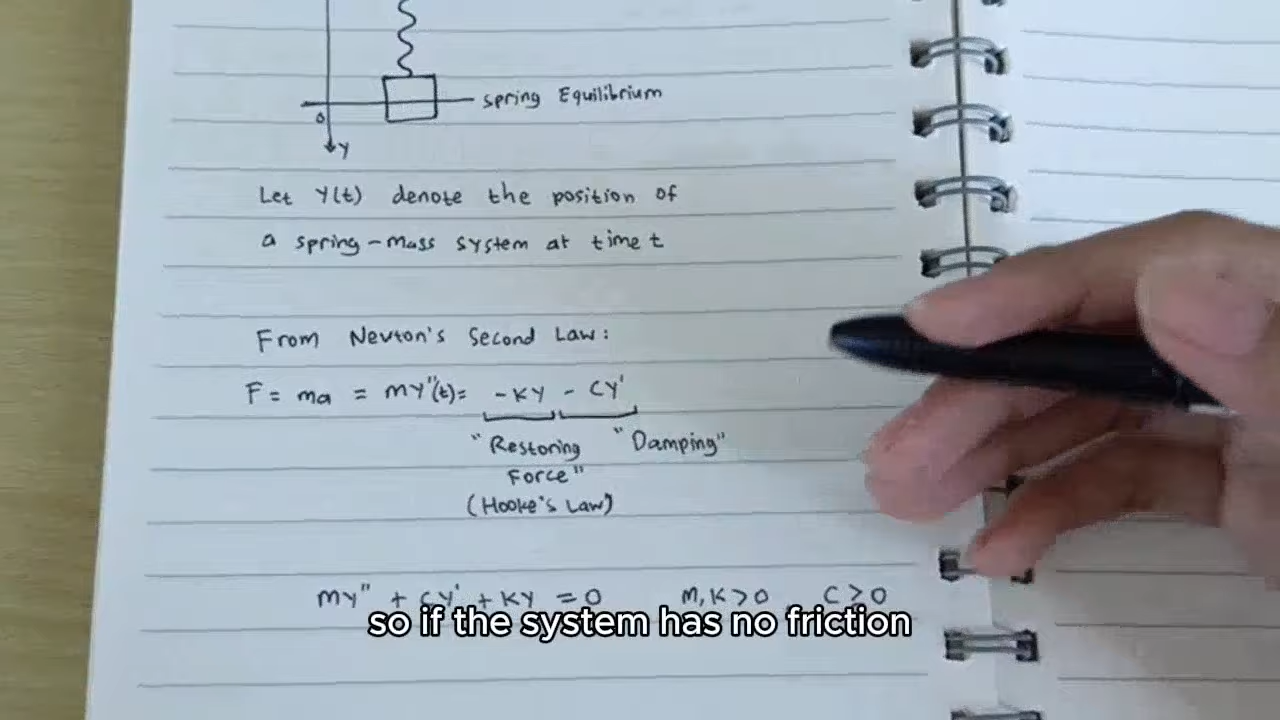 spring Equilibrium
0
Y
Let Y(t) denote the position of
a spring-mass system at time t
From Newton's Second Law:
F = ma = my"(t) = -KY - CY'
"Restoring "Damping"
Force"
(Hooke's Law)
my" + cy' + ky = 0 M,K>0 C>0
so if the system has no friction